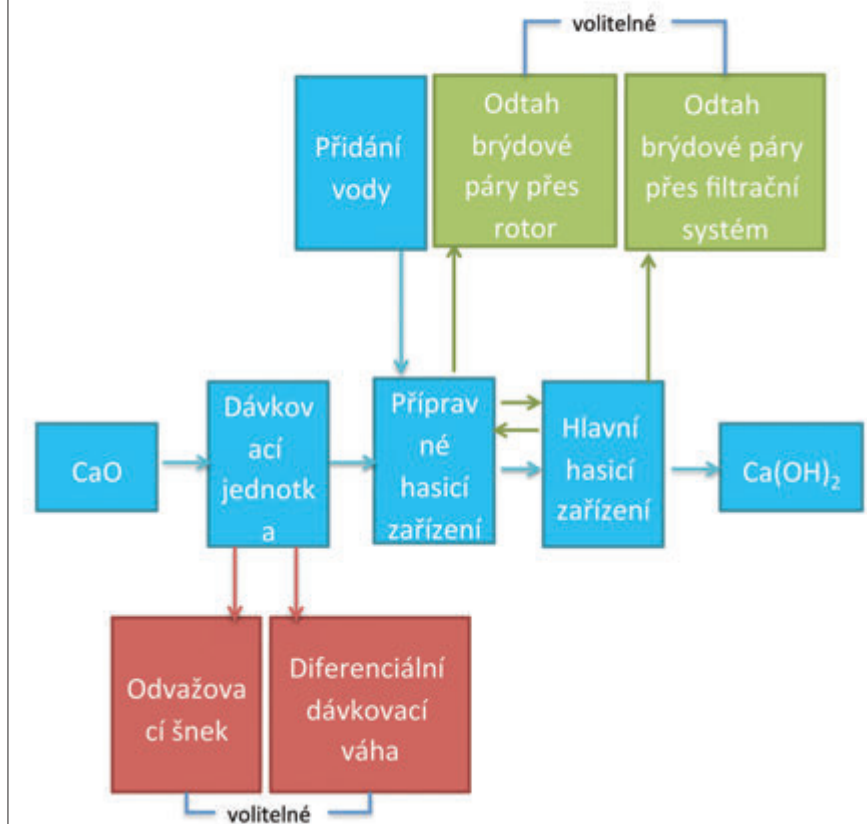 volitelné
Přidání
vody
Odtah
brýdové
páry přes
rotor
Odtah
brýdové páry
přes filtrační
systém
CaO
Dávkov
ací
jednotk
a
Přípravné
né
hasicí
zařízení
Hlavní
hasicí
zařízení
Ca(OH)₂
Odvažova
cí šnek
Diferenciální
dávkovací
váha
volitelné